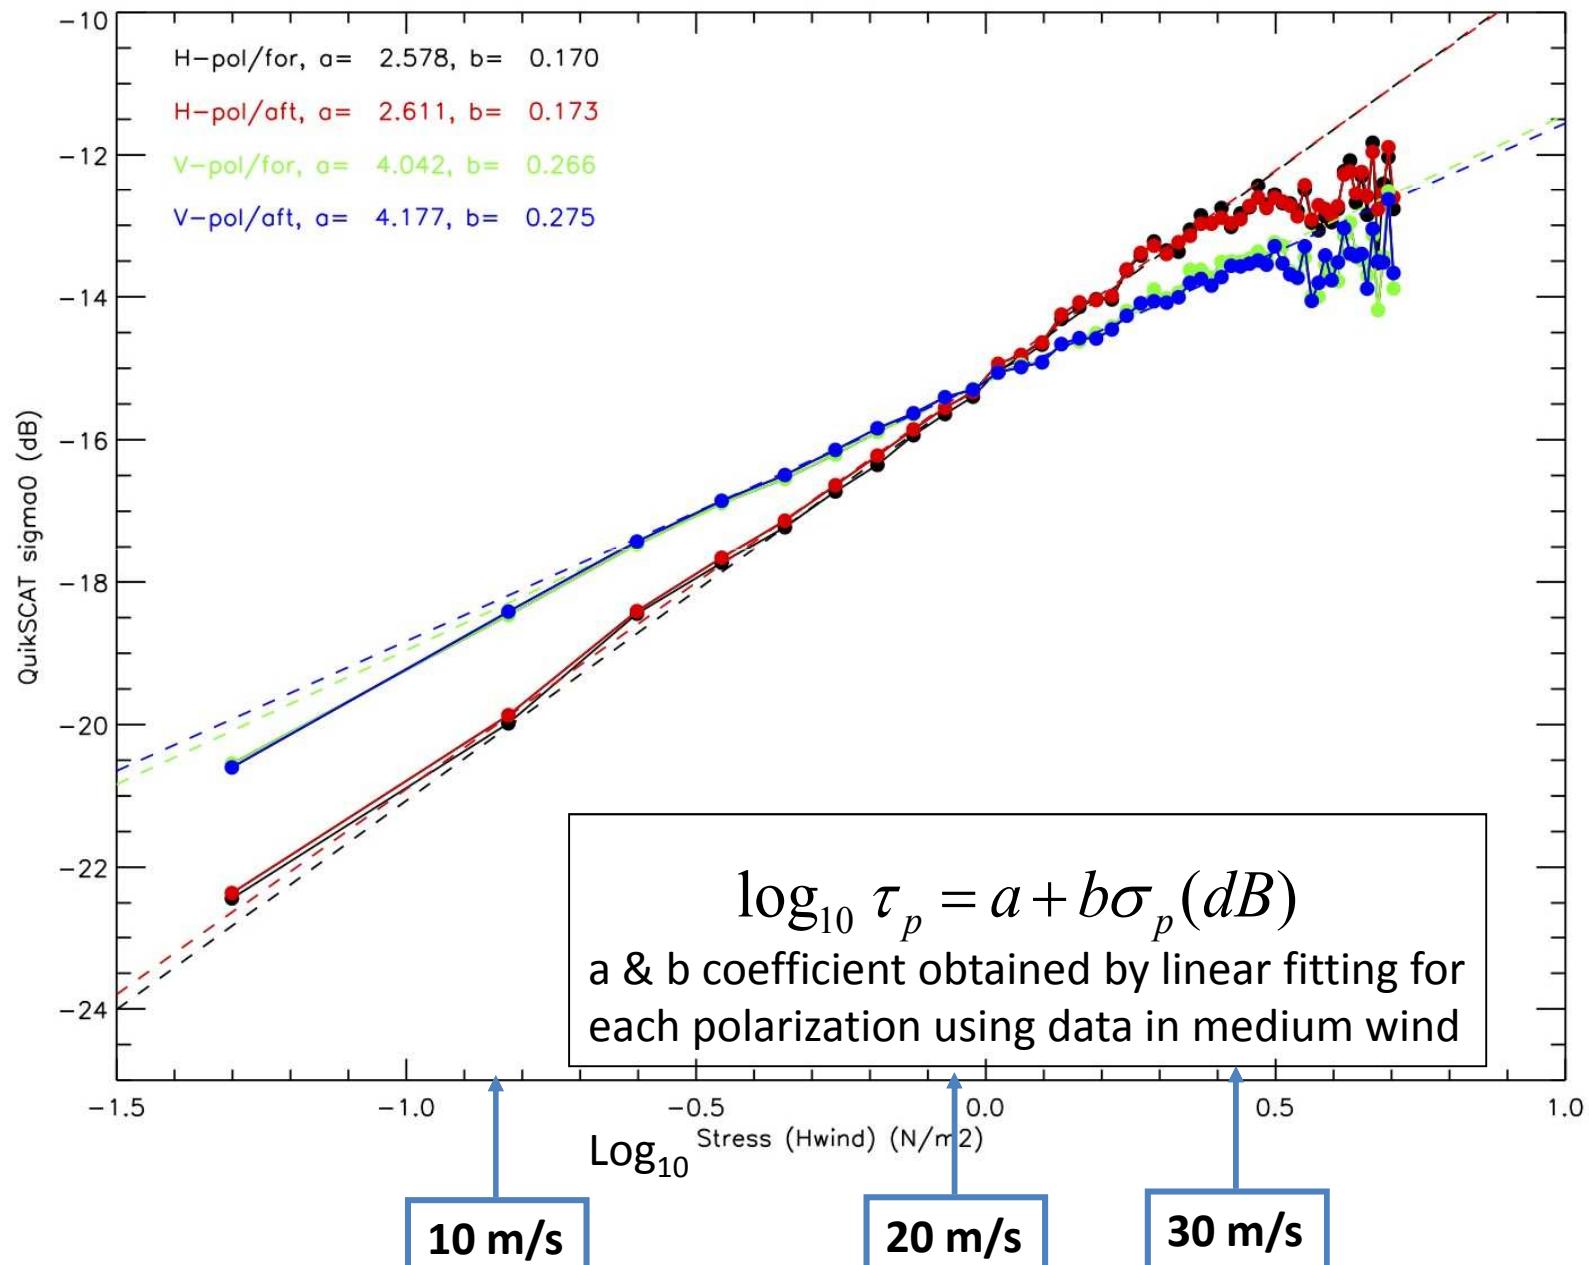 H-pol/for, a= 2.578, b= 0.170
H-pol/aft, a= 2.611, b= 0.173
V-pol/for, a= 4.042, b= 0.266
V-pol/aft, a= 4.177, b= 0.275
-10
-12
-14
-16
-18
-20
-22
-24
QuikSCAT sigma0 (dB)
log₁₀ τₚ = a + bσₚ(dB)
a & b coefficient obtained by linear fitting for
each polarization using data in medium wind
-1.5 -1.0 -0.5 0.0 0.5 1.0
Log₁₀ Stress (Hwind) (N/m2)
10 m/s 20 m/s 30 m/s